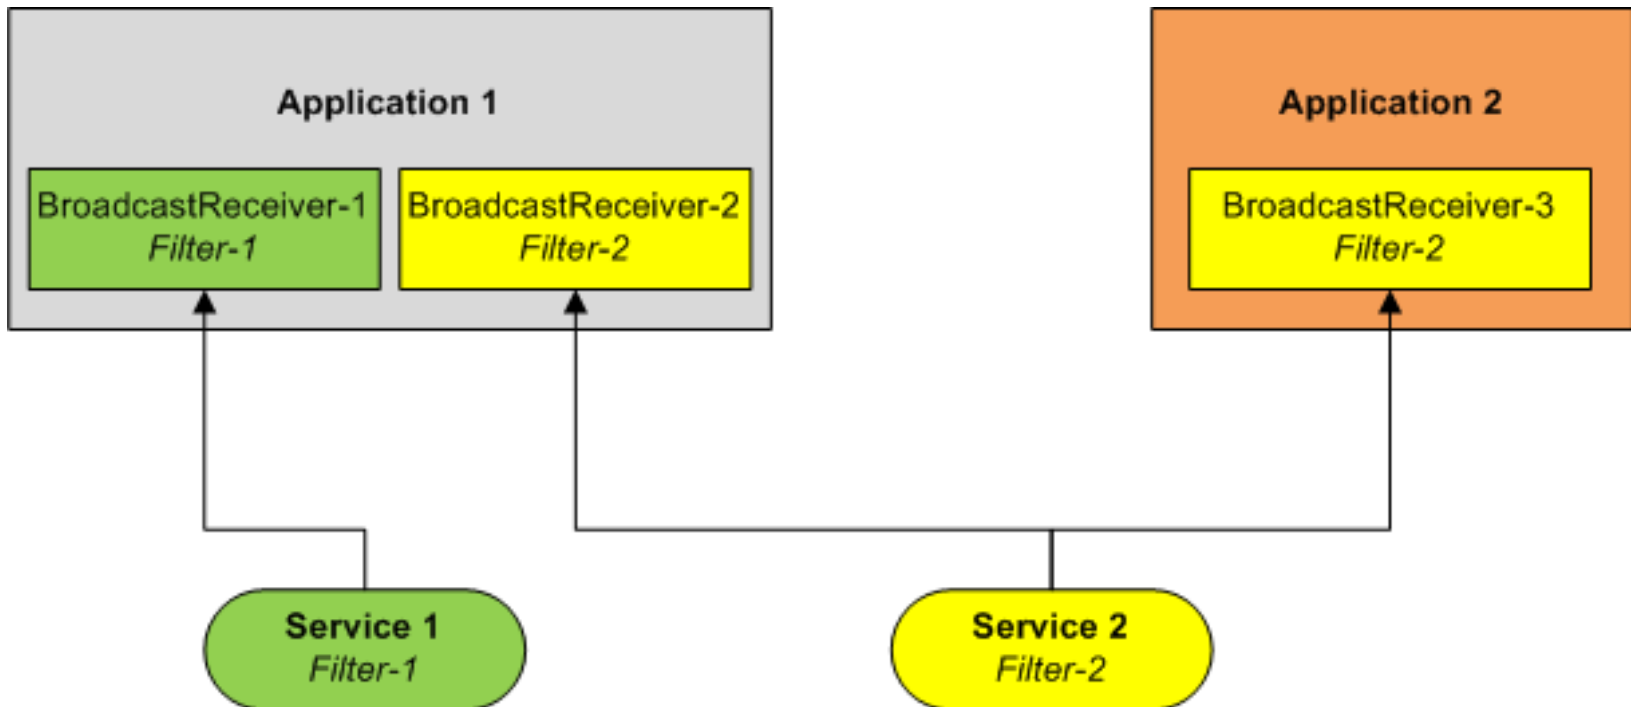 Application 1
Application 2
BroadcastReceiver-1
Filter-1
BroadcastReceiver-2
Filter-2
BroadcastReceiver-3
Filter-2
Service 1
Filter-1
Service 2
Filter-2